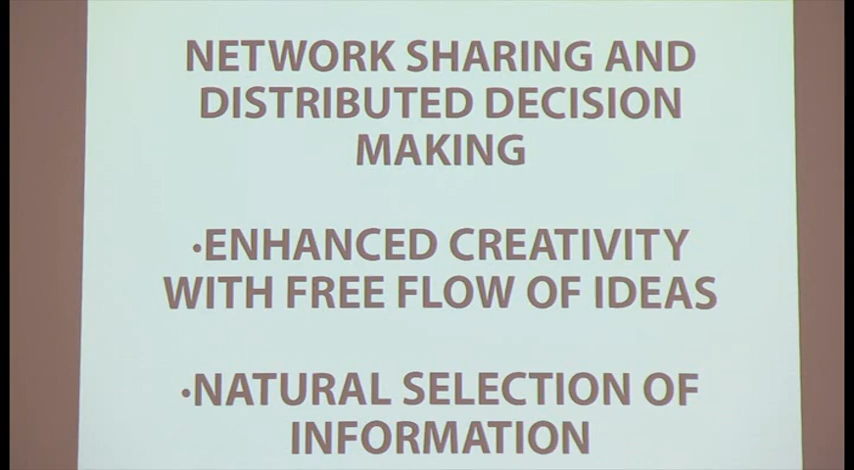 NETWORK SHARING AND
DISTRIBUTED DECISION
MAKING
•ENHANCED CREATIVITY
WITH FREE FLOW OF IDEAS
•NATURAL SELECTION OF
INFORMATION